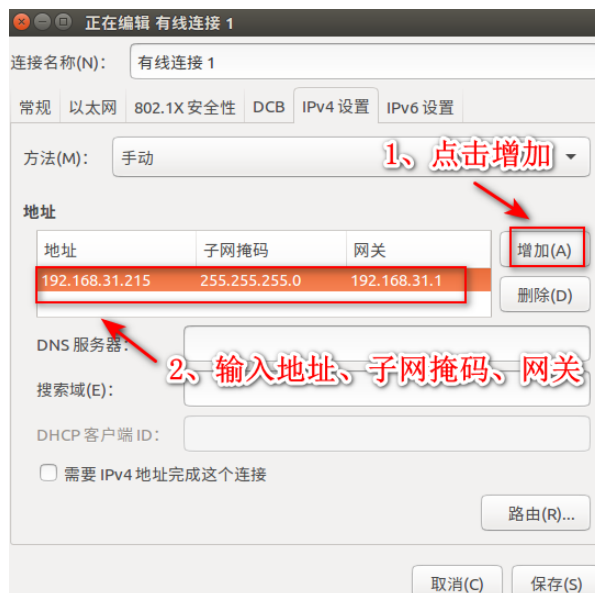 正在编辑 有线连接 1
连接名称(N)： 有线连接 1
常规 以太网 802.1X 安全性 DCB IPv4 设置 IPv6 设置
方法(M)： 手动
1、点击增加
地址
地址 子网掩码 网关
增加(A)
192.168.31.215 255.255.255.0 192.168.31.1
删除(D)
DNS 服务器：
2、输入地址、子网掩码、网关
搜索域(E)：
DHCP 客户端 ID：
需要 IPv4 地址完成这个连接
路由(R)...
取消(C) 保存(S)